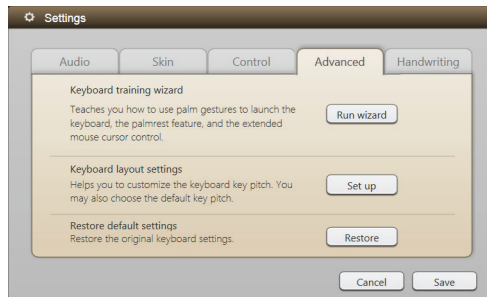 Settings
Audio Skin Control Advanced Handwriting
Keyboard training wizard
Teaches you how to use palm gestures to launch the
keyboard, the palmrest feature, and the extended
mouse cursor control.
Run wizard
Keyboard layout settings
Helps you to customize the keyboard key pitch. You
may also choose the default key pitch.
Set up
Restore default settings
Restore the original keyboard settings.
Restore
Cancel Save